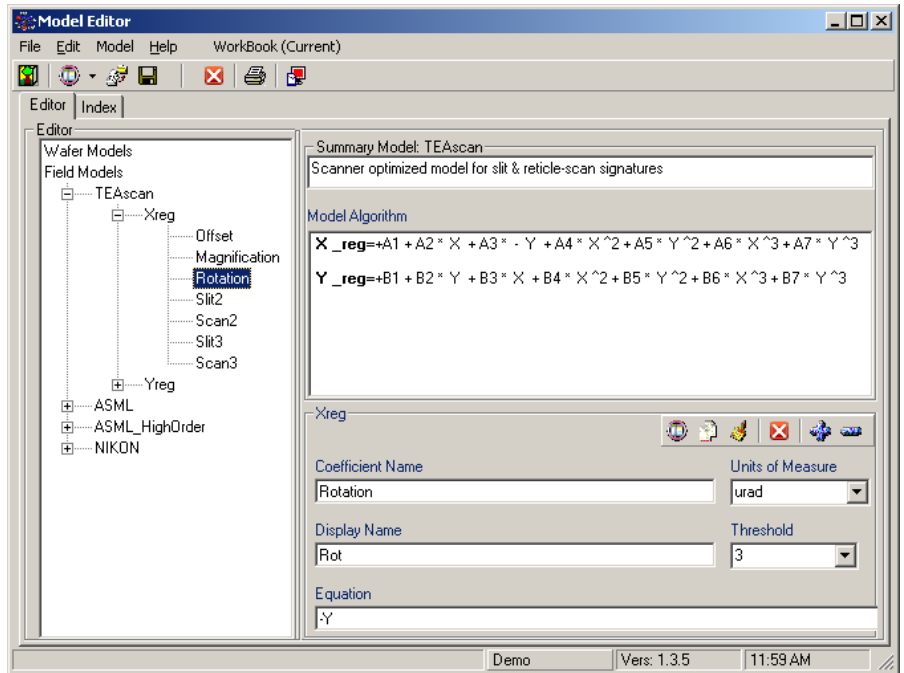 Model Editor
File Edit Model Help WorkBook (Current)
Editor Index
Editor
Wafer Models
Field Models
TEAscan
Xreg
Offset
Magnification
Rotation
Slit2
Scan2
Slit3
Scan3
Yreg
ASML
ASML_HighOrder
NIKON
Summary Model: TEAscan
Scanner optimized model for slit & reticle-scan signatures
Model Algorithm
X _reg=+A1 + A2 * X + A3 * - Y + A4 * X ^2 + A5 * Y ^2 + A6 * X ^3 + A7 * Y ^3
Y _reg=+B1 + B2 * Y + B3 * X + B4 * X ^2 + B5 * Y ^2 + B6 * X ^3 + B7 * Y ^3
Xreg
Coefficient Name Units of Measure
Rotation urad
Display Name Threshold
Rot 3
Equation
-Y
Demo Vers: 1.3.5 11:59 AM